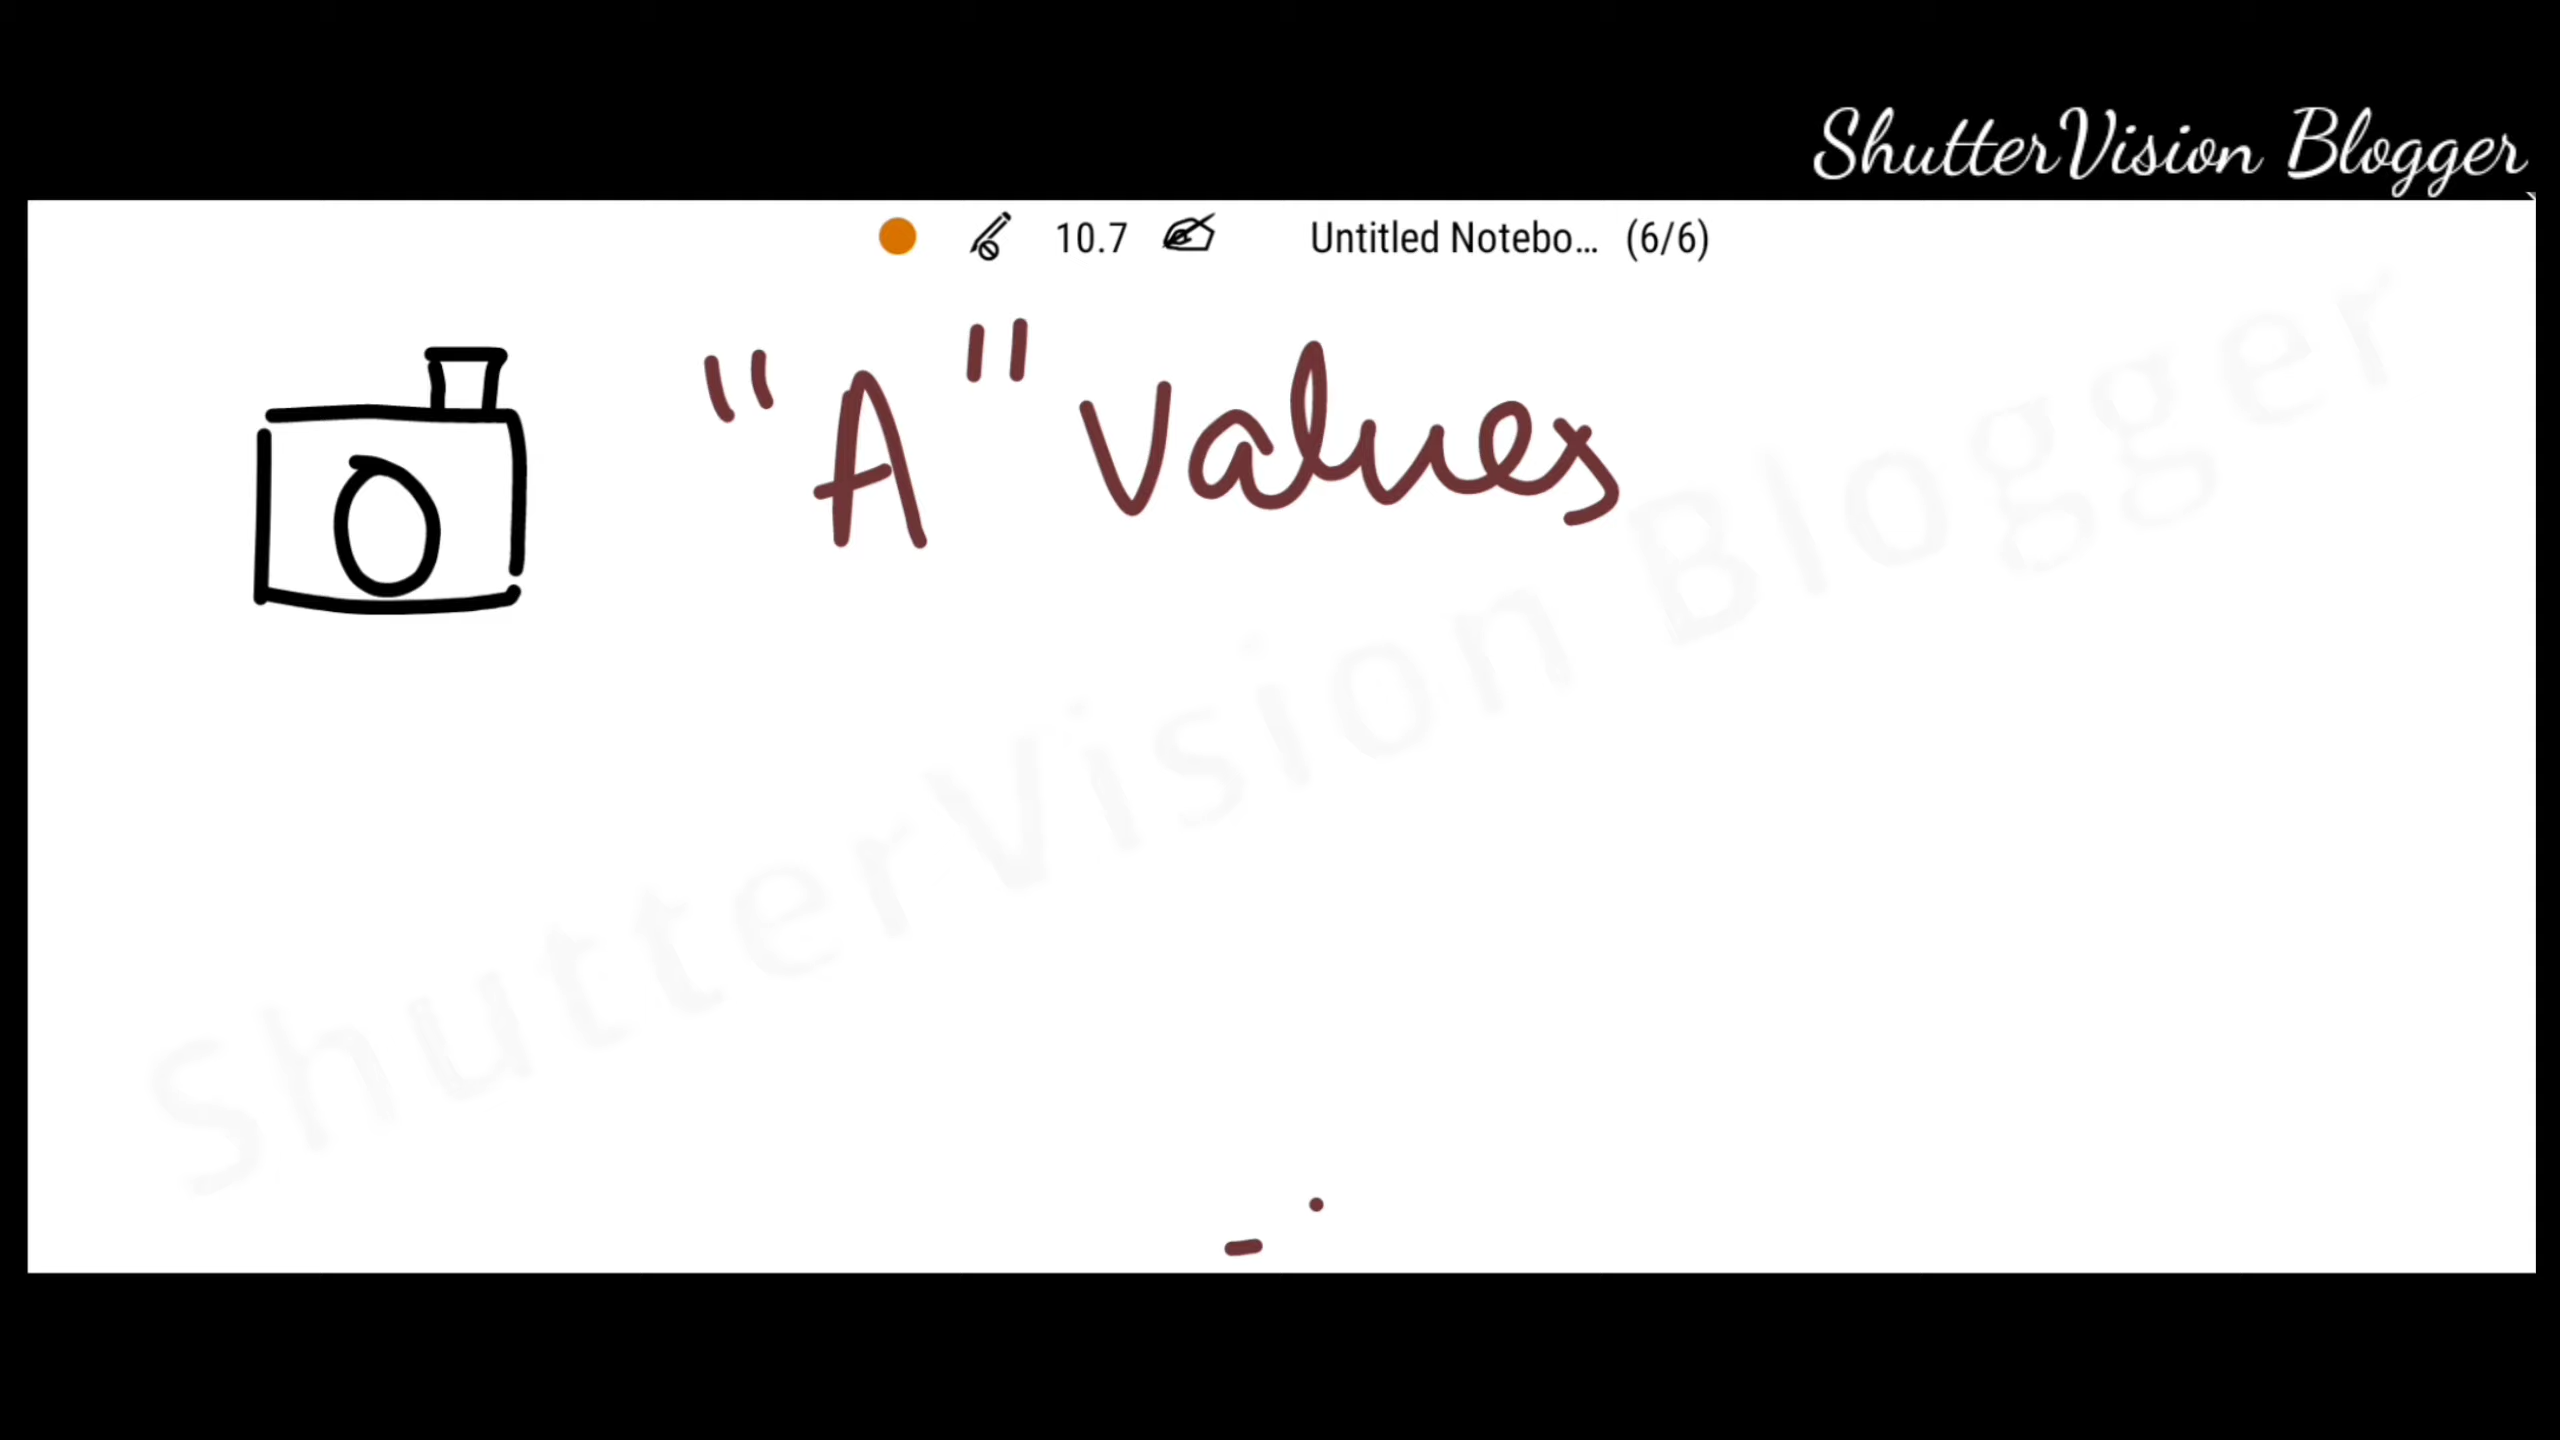 ShutterVision Blogger
10.7 Untitled Notebo... (6/6)
"A" Values
ShutterVision Blogger